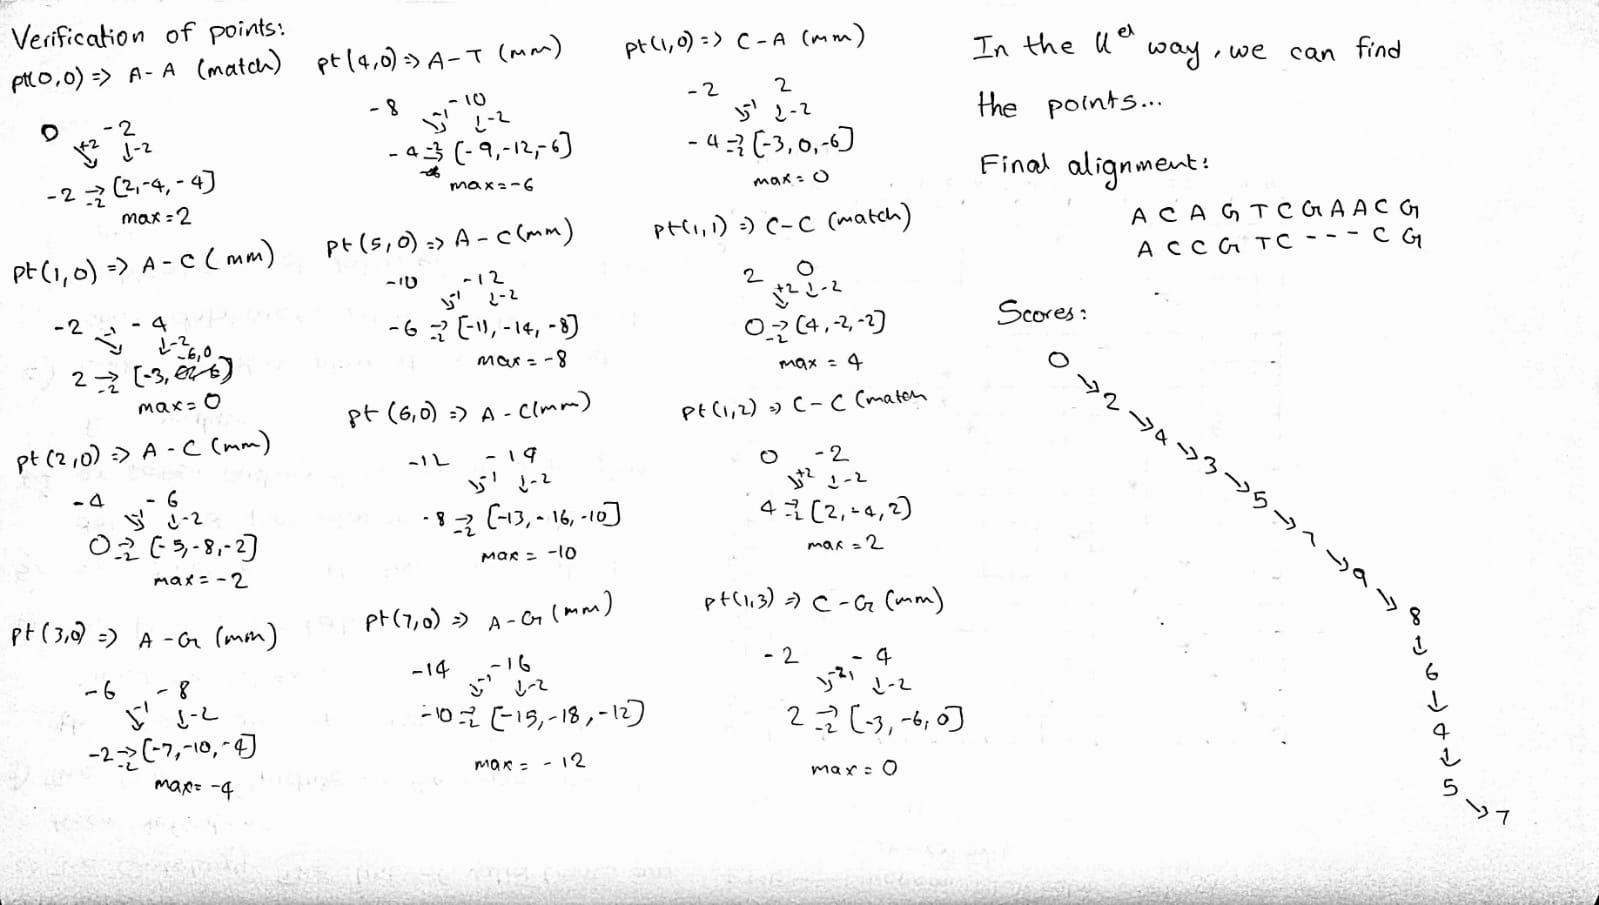 Verification of points:
pt(0,0) => A-A (match)
0 -2
+2 ↓-2
-2 →-2 [2,-4,-4]
max=2
pt(1,0) => A-C (mm)
-2 -1 -4
↓-2
-6,0
2 →-2 [-3,
max=0
pt(2,0) => A-C (mm)
-4 -6
-1 ↓-2
0 →-2 [-5,-8,-2]
max=-2
pt(3,0) => A-G (mm)
-6 -8
-1 ↓-2
-2 →-2 [-7,-10,-4]
max=-4
pt(4,0) => A-T (mm)
-8 -10
-1 ↓-2
-4 →-2 [-9,-12,-6]
max=-6
pt(5,0) => A-C(mm)
-10 -12
-1 ↓-2
-6 →-2 [-11,-14,-8]
max=-8
pt(6,0) => A-C(mm)
-12 -14
-1 ↓-2
-8 →-2 [-13,-16,-10]
max=-10
pt(7,0) => A-G (mm)
-14 -16
-1 ↓-2
-10 →-2 [-15,-18,-12]
max=-12
pt(1,0) => C-A (mm)
-2 2
-1 ↓-2
-4 →-2 [-3,0,-6]
max=0
pt(1,1) => C-C (match)
2 0
+2 ↓-2
0 →-2 [4,-2,-2]
max=4
pt(1,2) => C-C (match
0 -2
+2 ↓-2
4 →-2 [2,-4,2]
max=2
pt(1,3) => C-G (mm)
-2 -4
↓-2
2 →-2 [-3,-6,0]
max=0
In the way, we can find
the points...
Final alignment:
A C A G T C G A A C G
A C C G T C - - - C G
Scores:
0
↘ 2
↘ 4
↘ 3
↘ 5
↘ 7
↘ 9
↘ 8
↓
6
↓
4
↓
5
↘ 7